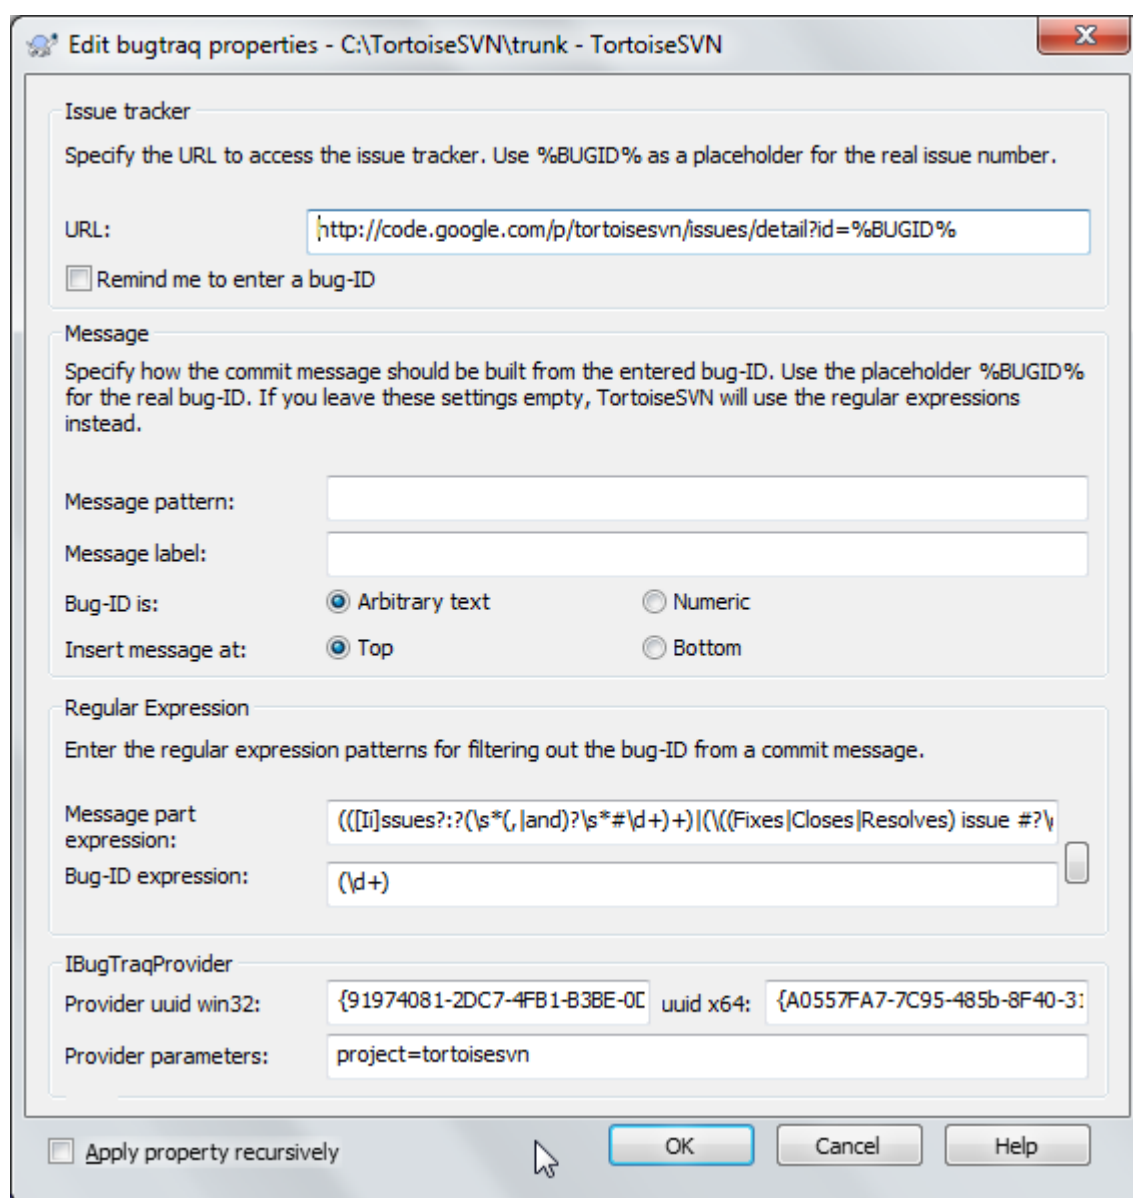 Edit bugtraq properties - C:\TortoiseSVN\trunk - TortoiseSVN
Issue tracker
Specify the URL to access the issue tracker. Use %BUGID% as a placeholder for the real issue number.
URL: http://code.google.com/p/tortoisesvn/issues/detail?id=%BUGID%
Remind me to enter a bug-ID
Message
Specify how the commit message should be built from the entered bug-ID. Use the placeholder %BUGID%
for the real bug-ID. If you leave these settings empty, TortoiseSVN will use the regular expressions
instead.
Message pattern:
Message label:
Bug-ID is: Arbitrary text Numeric
Insert message at: Top Bottom
Regular Expression
Enter the regular expression patterns for filtering out the bug-ID from a commit message.
Message part
expression:
(([Ii]ssues?:?(\s*(,|and)?\s*#\d+)+)|(\((Fixes|Closes|Resolves) issue #?\
Bug-ID expression: (\d+)
IBugTraqProvider
Provider uuid win32: {91974081-2DC7-4FB1-B3BE-0D uuid x64: {A0557FA7-7C95-485b-8F40-31
Provider parameters: project=tortoisesvn
Apply property recursively OK Cancel Help